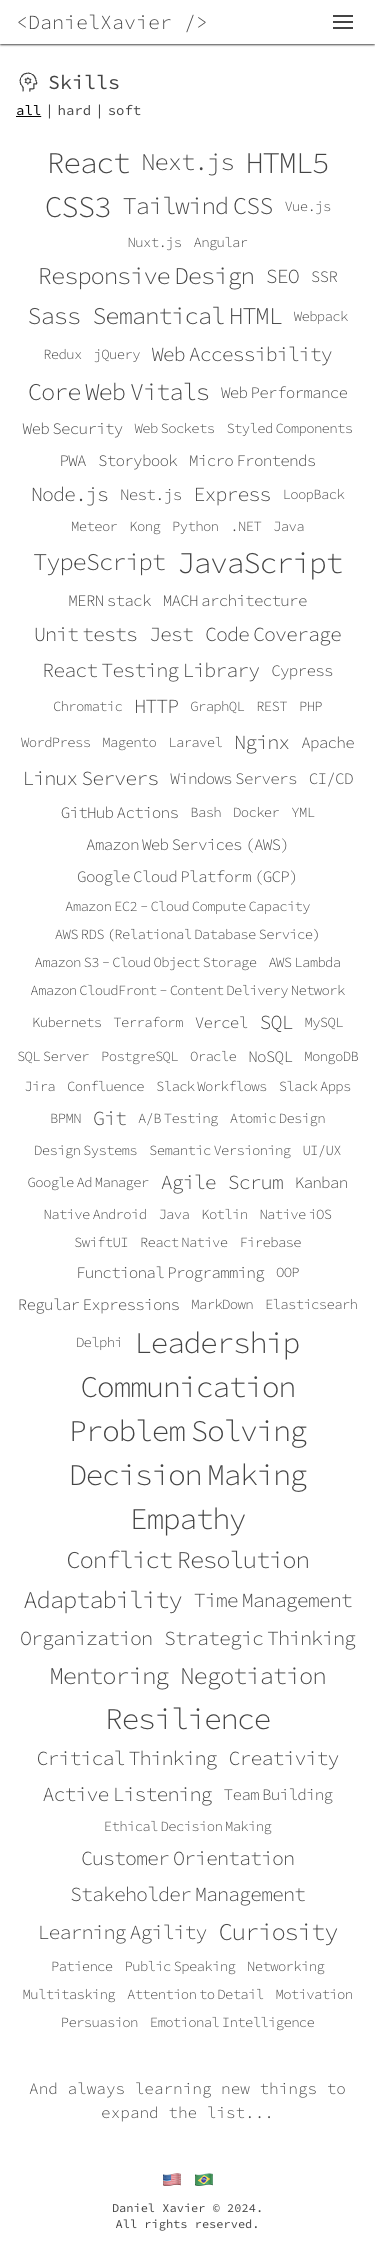 <DanielXavier />
Skills
all | hard | soft
React Next.js HTML5
CSS3 Tailwind CSS Vue.js
Nuxt.js Angular
Responsive Design SEO SSR
Sass Semantical HTML Webpack
Redux jQuery Web Accessibility
Core Web Vitals Web Performance
Web Security Web Sockets Styled Components
PWA Storybook Micro Frontends
Node.js Nest.js Express LoopBack
Meteor Kong Python .NET Java
TypeScript JavaScript
MERN stack MACH architecture
Unit tests Jest Code Coverage
React Testing Library Cypress
Chromatic HTTP GraphQL REST PHP
WordPress Magento Laravel Nginx Apache
Linux Servers Windows Servers CI/CD
GitHub Actions Bash Docker YML
Amazon Web Services (AWS)
Google Cloud Platform (GCP)
Amazon EC2 - Cloud Compute Capacity
AWS RDS (Relational Database Service)
Amazon S3 - Cloud Object Storage AWS Lambda
Amazon CloudFront - Content Delivery Network
Kubernets Terraform Vercel SQL MySQL
SQL Server PostgreSQL Oracle NoSQL MongoDB
Jira Confluence Slack Workflows Slack Apps
BPMN Git A/B Testing Atomic Design
Design Systems Semantic Versioning UI/UX
Google Ad Manager Agile Scrum Kanban
Native Android Java Kotlin Native iOS
SwiftUI React Native Firebase
Functional Programming OOP
Regular Expressions MarkDown Elasticsearh
Delphi Leadership
Communication
Problem Solving
Decision Making
Empathy
Conflict Resolution
Adaptability Time Management
Organization Strategic Thinking
Mentoring Negotiation
Resilience
Critical Thinking Creativity
Active Listening Team Building
Ethical Decision Making
Customer Orientation
Stakeholder Management
Learning Agility Curiosity
Patience Public Speaking Networking
Multitasking Attention to Detail Motivation
Persuasion Emotional Intelligence
And always learning new things to
expand the list...
Daniel Xavier © 2024.
All rights reserved.